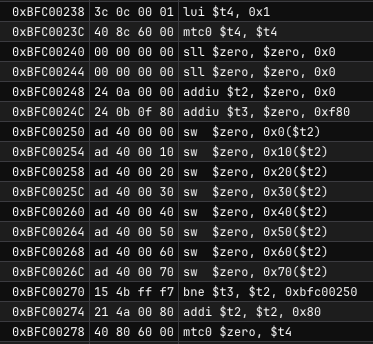 0xBFC00238 3c 0c 00 01 lui $t4, 0x1
0xBFC0023C 40 8c 60 00 mtc0 $t4, $t4
0xBFC00240 00 00 00 00 sll $zero, $zero, 0x0
0xBFC00244 00 00 00 00 sll $zero, $zero, 0x0
0xBFC00248 24 0a 00 00 addiu $t2, $zero, 0x0
0xBFC0024C 24 0b 0f 80 addiu $t3, $zero, 0xf80
0xBFC00250 ad 40 00 00 sw $zero, 0x0($t2)
0xBFC00254 ad 40 00 10 sw $zero, 0x10($t2)
0xBFC00258 ad 40 00 20 sw $zero, 0x20($t2)
0xBFC0025C ad 40 00 30 sw $zero, 0x30($t2)
0xBFC00260 ad 40 00 40 sw $zero, 0x40($t2)
0xBFC00264 ad 40 00 50 sw $zero, 0x50($t2)
0xBFC00268 ad 40 00 60 sw $zero, 0x60($t2)
0xBFC0026C ad 40 00 70 sw $zero, 0x70($t2)
0xBFC00270 15 4b ff f7 bne $t3, $t2, 0xbfc00250
0xBFC00274 21 4a 00 80 addi $t2, $t2, 0x80
0xBFC00278 40 80 60 00 mtc0 $zero, $t4